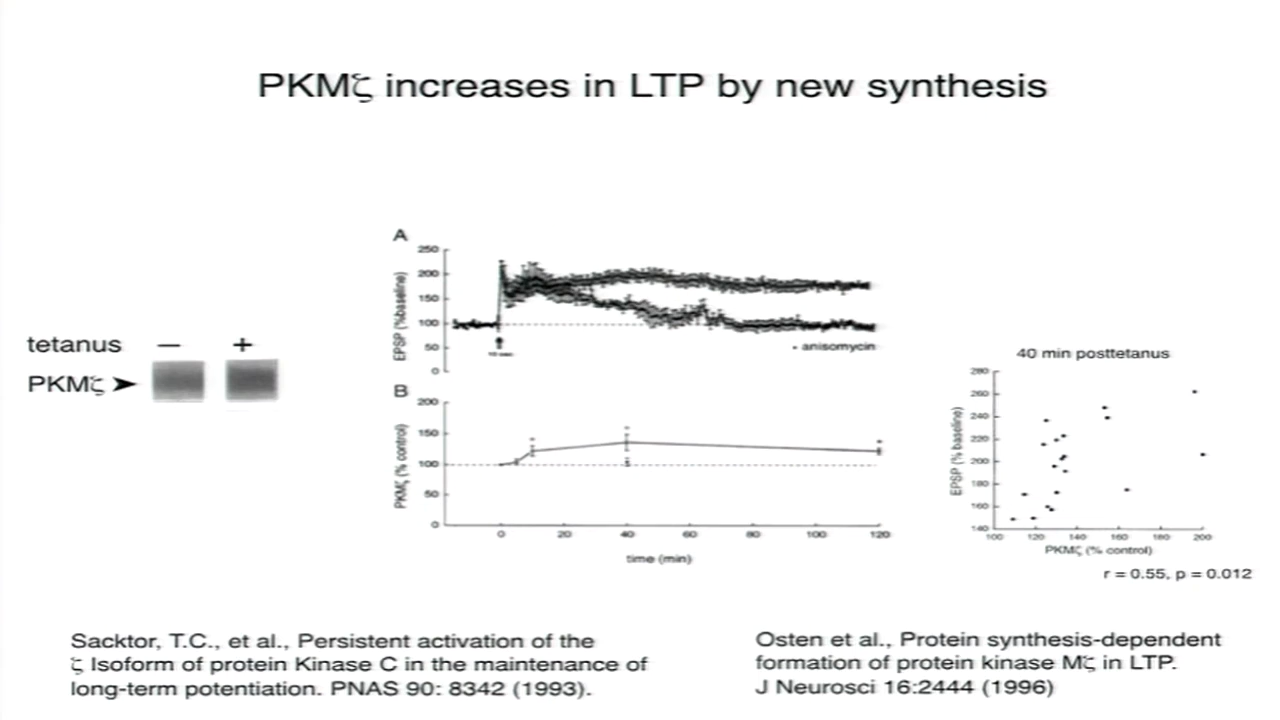 PKMζ increases in LTP by new synthesis
A
250
200
150
100
50
0
EPSP (%baseline)
+ anisomycin
tetanus — +
PKMζ
B
200
150
100
50
0
PKMζ (% control)
0 20 40 60 80 100 120
time (min)
40 min posttetanus
280
260
240
220
200
180
160
140
EPSP (% baseline)
100 120 140 160 180 200
PKMζ (% control)
r = 0.55, p = 0.012
Sacktor, T.C., et al., Persistent activation of the
ζ Isoform of protein Kinase C in the maintenance of
long-term potentiation. PNAS 90: 8342 (1993).
Osten et al., Protein synthesis-dependent
formation of protein kinase Mζ in LTP.
J Neurosci 16:2444 (1996)